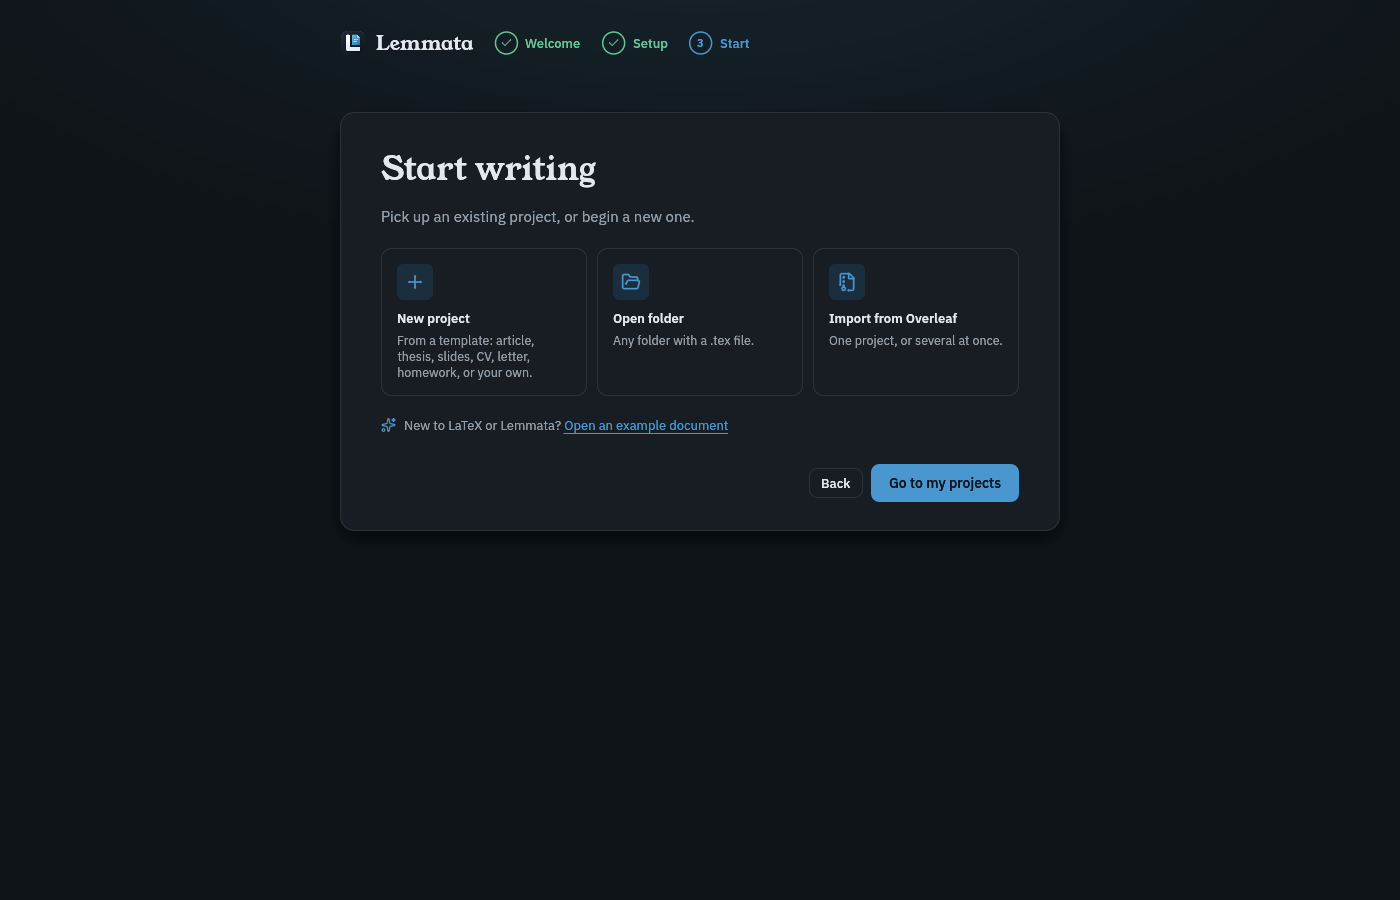 Lemmata
Welcome
Setup
3 Start
Start writing
Pick up an existing project, or begin a new one.
New project
From a template: article,
thesis, slides, CV, letter,
homework, or your own.
Open folder
Any folder with a .tex file.
Import from Overleaf
One project, or several at once.
New to LaTeX or Lemmata? Open an example document
Back
Go to my projects